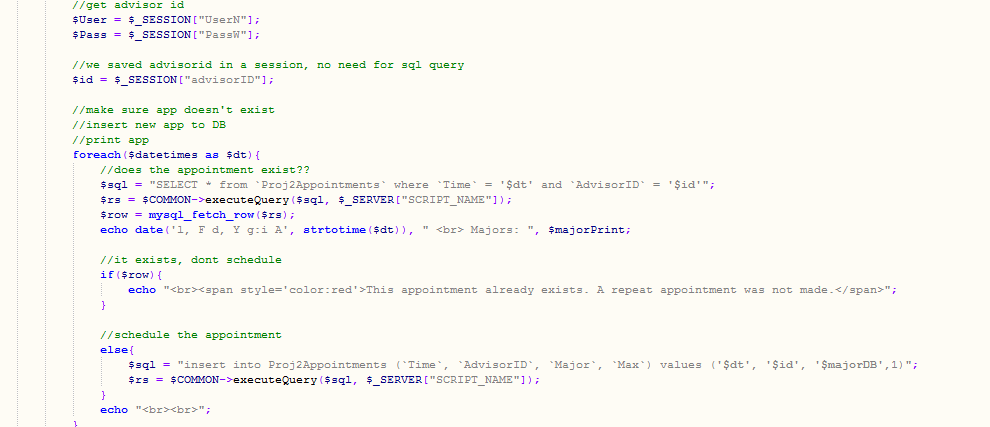 //get advisor id
$User = $_SESSION["UserN"];
$Pass = $_SESSION["PassW"];
//we saved advisorid in a session, no need for sql query
$id = $_SESSION["advisorID"];
//make sure app doesn't exist
//insert new app to DB
//print app
foreach($datetimes as $dt){
//does the appointment exist??
$sql = "SELECT * from `Proj2Appointments` where `Time` = '$dt' and `AdvisorID` = '$id'";
$rs = $COMMON->executeQuery($sql, $_SERVER["SCRIPT_NAME"]);
$row = mysql_fetch_row($rs);
echo date('l, F d, Y g:i A', strtotime($dt)), " <br> Majors: ", $majorPrint;
//it exists, dont schedule
if($row){
echo "<br><span style='color:red'>This appointment already exists. A repeat appointment was not made.</span>";
}
//schedule the appointment
else{
$sql = "insert into Proj2Appointments (`Time`, `AdvisorID`, `Major`, `Max`) values ('$dt', '$id', '$majorDB',1)";
$rs = $COMMON->executeQuery($sql, $_SERVER["SCRIPT_NAME"]);
}
echo "<br><br>";
}